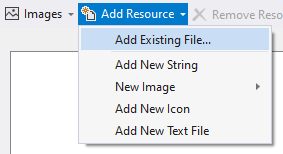 Images Add Resource Remove Reso
Add Existing File...
Add New String
New Image
Add New Icon
Add New Text File